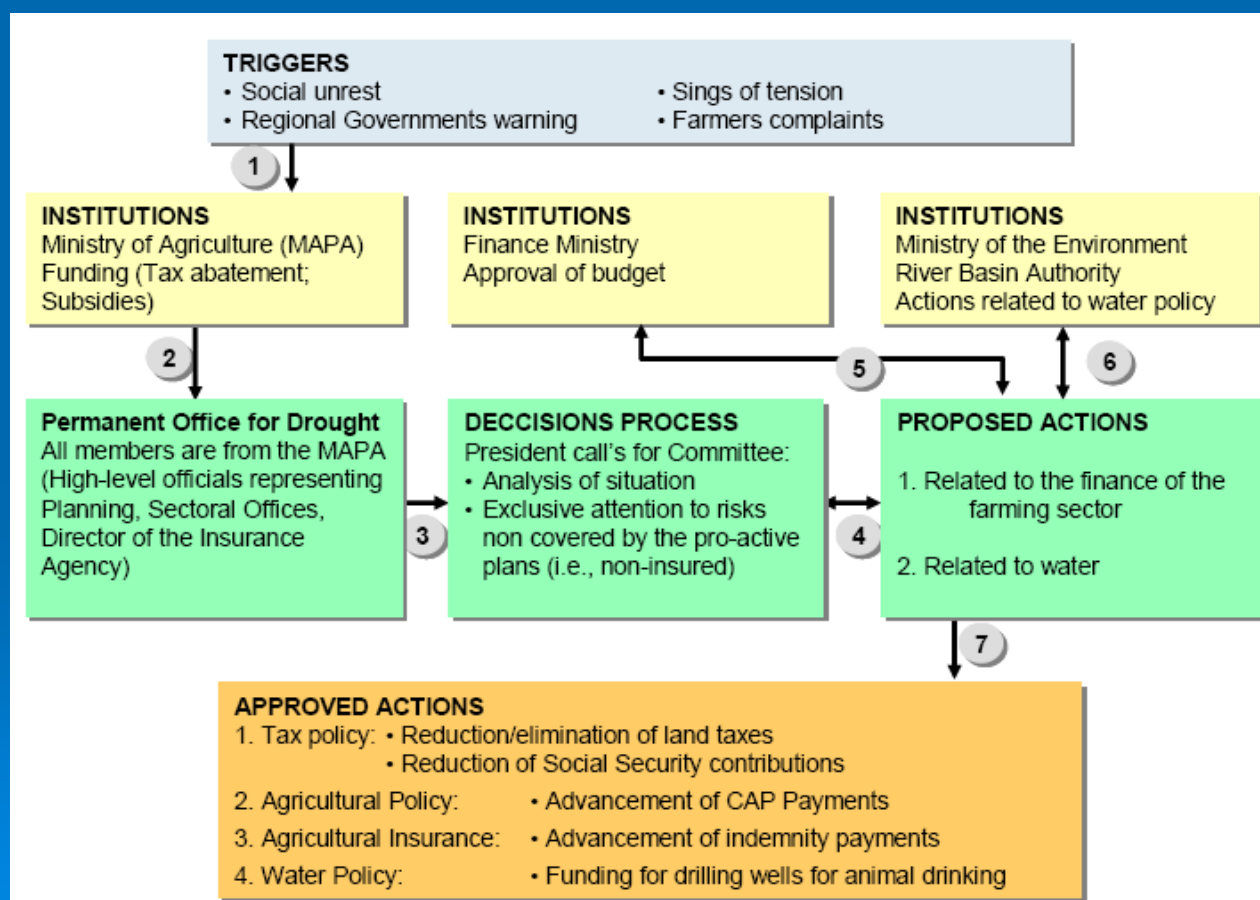 TRIGGERS
• Social unrest
• Regional Governments warning
• Sings of tension
• Farmers complaints
1
INSTITUTIONS
Ministry of Agriculture (MAPA)
Funding (Tax abatement;
Subsidies)
INSTITUTIONS
Finance Ministry
Approval of budget
INSTITUTIONS
Ministry of the Environment
River Basin Authority
Actions related to water policy
2
5
6
Permanent Office for Drought
All members are from the MAPA
(High-level officials representing
Planning, Sectoral Offices,
Director of the Insurance
Agency)
3
DECCISIONS PROCESS
President call's for Committee:
• Analysis of situation
• Exclusive attention to risks
non covered by the pro-active
plans (i.e., non-insured)
4
PROPOSED ACTIONS
1. Related to the finance of the
farming sector
2. Related to water
7
APPROVED ACTIONS
1. Tax policy: • Reduction/elimination of land taxes
• Reduction of Social Security contributions
2. Agricultural Policy: • Advancement of CAP Payments
3. Agricultural Insurance: • Advancement of indemnity payments
4. Water Policy: • Funding for drilling wells for animal drinking